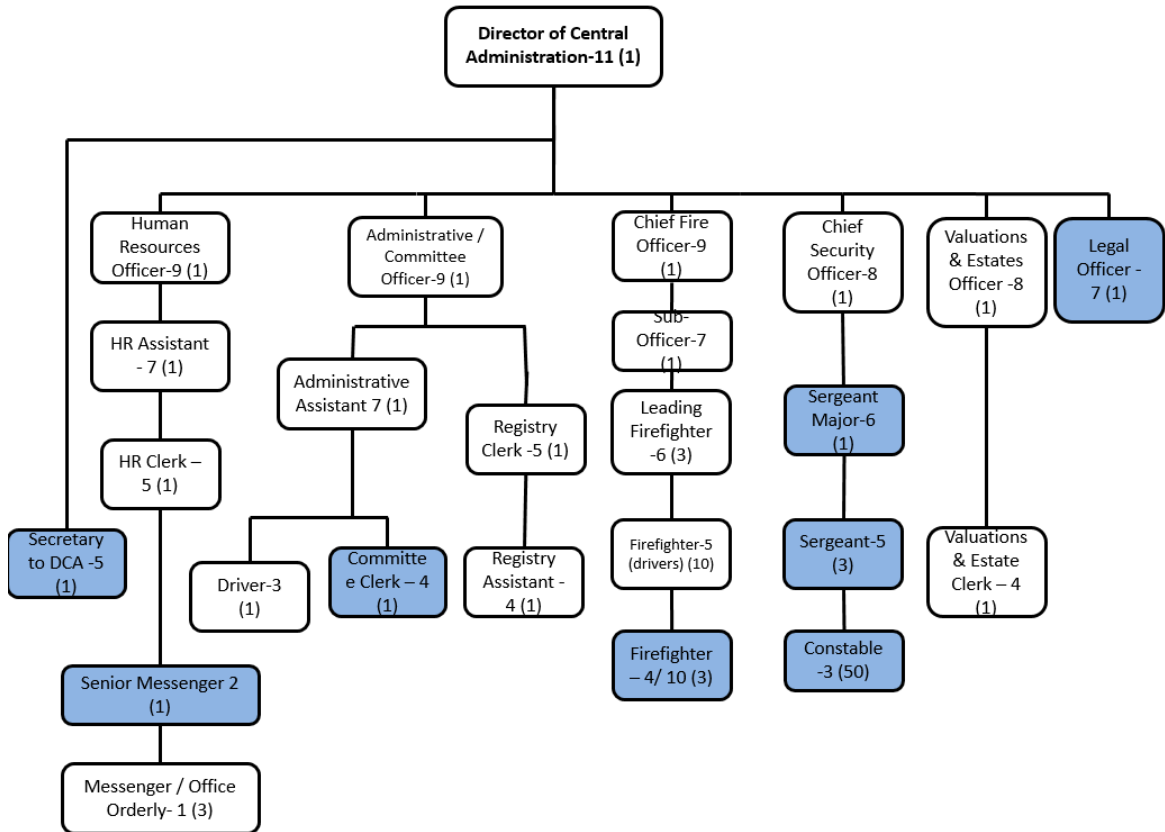 Director of Central
Administration-11 (1)
Human
Resources
Officer-9 (1)
Administrative /
Committee
Officer-9 (1)
Chief Fire
Officer-9
(1)
Chief
Security
Officer-8
(1)
Valuations
& Estates
Officer -8
(1)
Legal
Officer -
7 (1)
HR Assistant
- 7 (1)
Administrative
Assistant 7 (1)
Sub-
Officer-7
(1)
Leading
Firefighter
-6 (3)
Sergeant
Major-6
(1)
Registry
Clerk -5 (1)
HR Clerk –
5 (1)
Secretary
to DCA -5
(1)
Driver-3
(1)
Committe
e Clerk – 4
(1)
Registry
Assistant -
4 (1)
Firefighter-5
(drivers) (10)
Sergeant-5
(3)
Valuations
& Estate
Clerk – 4
(1)
Firefighter
– 4/ 10 (3)
Constable
-3 (50)
Senior Messenger 2
(1)
Messenger / Office
Orderly- 1 (3)